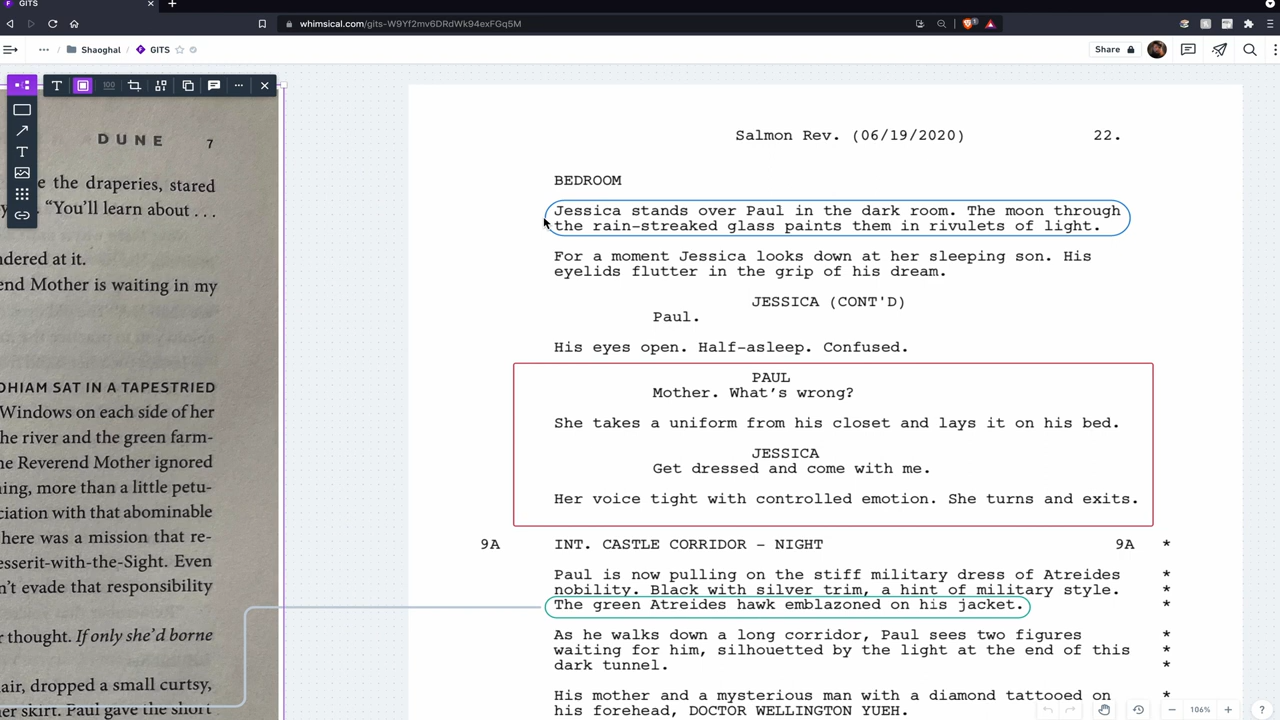 GITS
whimsical.com/gits-W9Yf2mv6DRdWk94exFGq5M
Shaoghal
GITS
Share
100
DUNE
7
e the draperies, stared
"You'll learn about . . .
ndered at it.
end Mother is waiting in my
OHIAM SAT IN A TAPESTRIED
Windows on each side of her
he river and the green farm-
ne Reverend Mother ignored
ning, more than a little petu-
ciation with that abominable
here was a mission that re-
esserit-with-the-Sight. Even
n't evade that responsibility
er thought. If only she'd borne
air, dropped a small curtsy,
her skirt. Paul gave the short
Salmon Rev. (06/19/2020) 22.
BEDROOM
Jessica stands over Paul in the dark room. The moon through
the rain-streaked glass paints them in rivulets of light.
For a moment Jessica looks down at her sleeping son. His
eyelids flutter in the grip of his dream.
JESSICA (CONT'D)
Paul.
His eyes open. Half-asleep. Confused.
PAUL
Mother. What's wrong?
She takes a uniform from his closet and lays it on his bed.
JESSICA
Get dressed and come with me.
Her voice tight with controlled emotion. She turns and exits.
9A INT. CASTLE CORRIDOR - NIGHT 9A *
Paul is now pulling on the stiff military dress of Atreides *
nobility. Black with silver trim, a hint of military style. *
The green Atreides hawk emblazoned on his jacket. *
As he walks down a long corridor, Paul sees two figures *
waiting for him, silhouetted by the light at the end of this *
dark tunnel. *
His mother and a mysterious man with a diamond tattooed on *
his forehead, DOCTOR WELLINGTON YUEH. *
106%